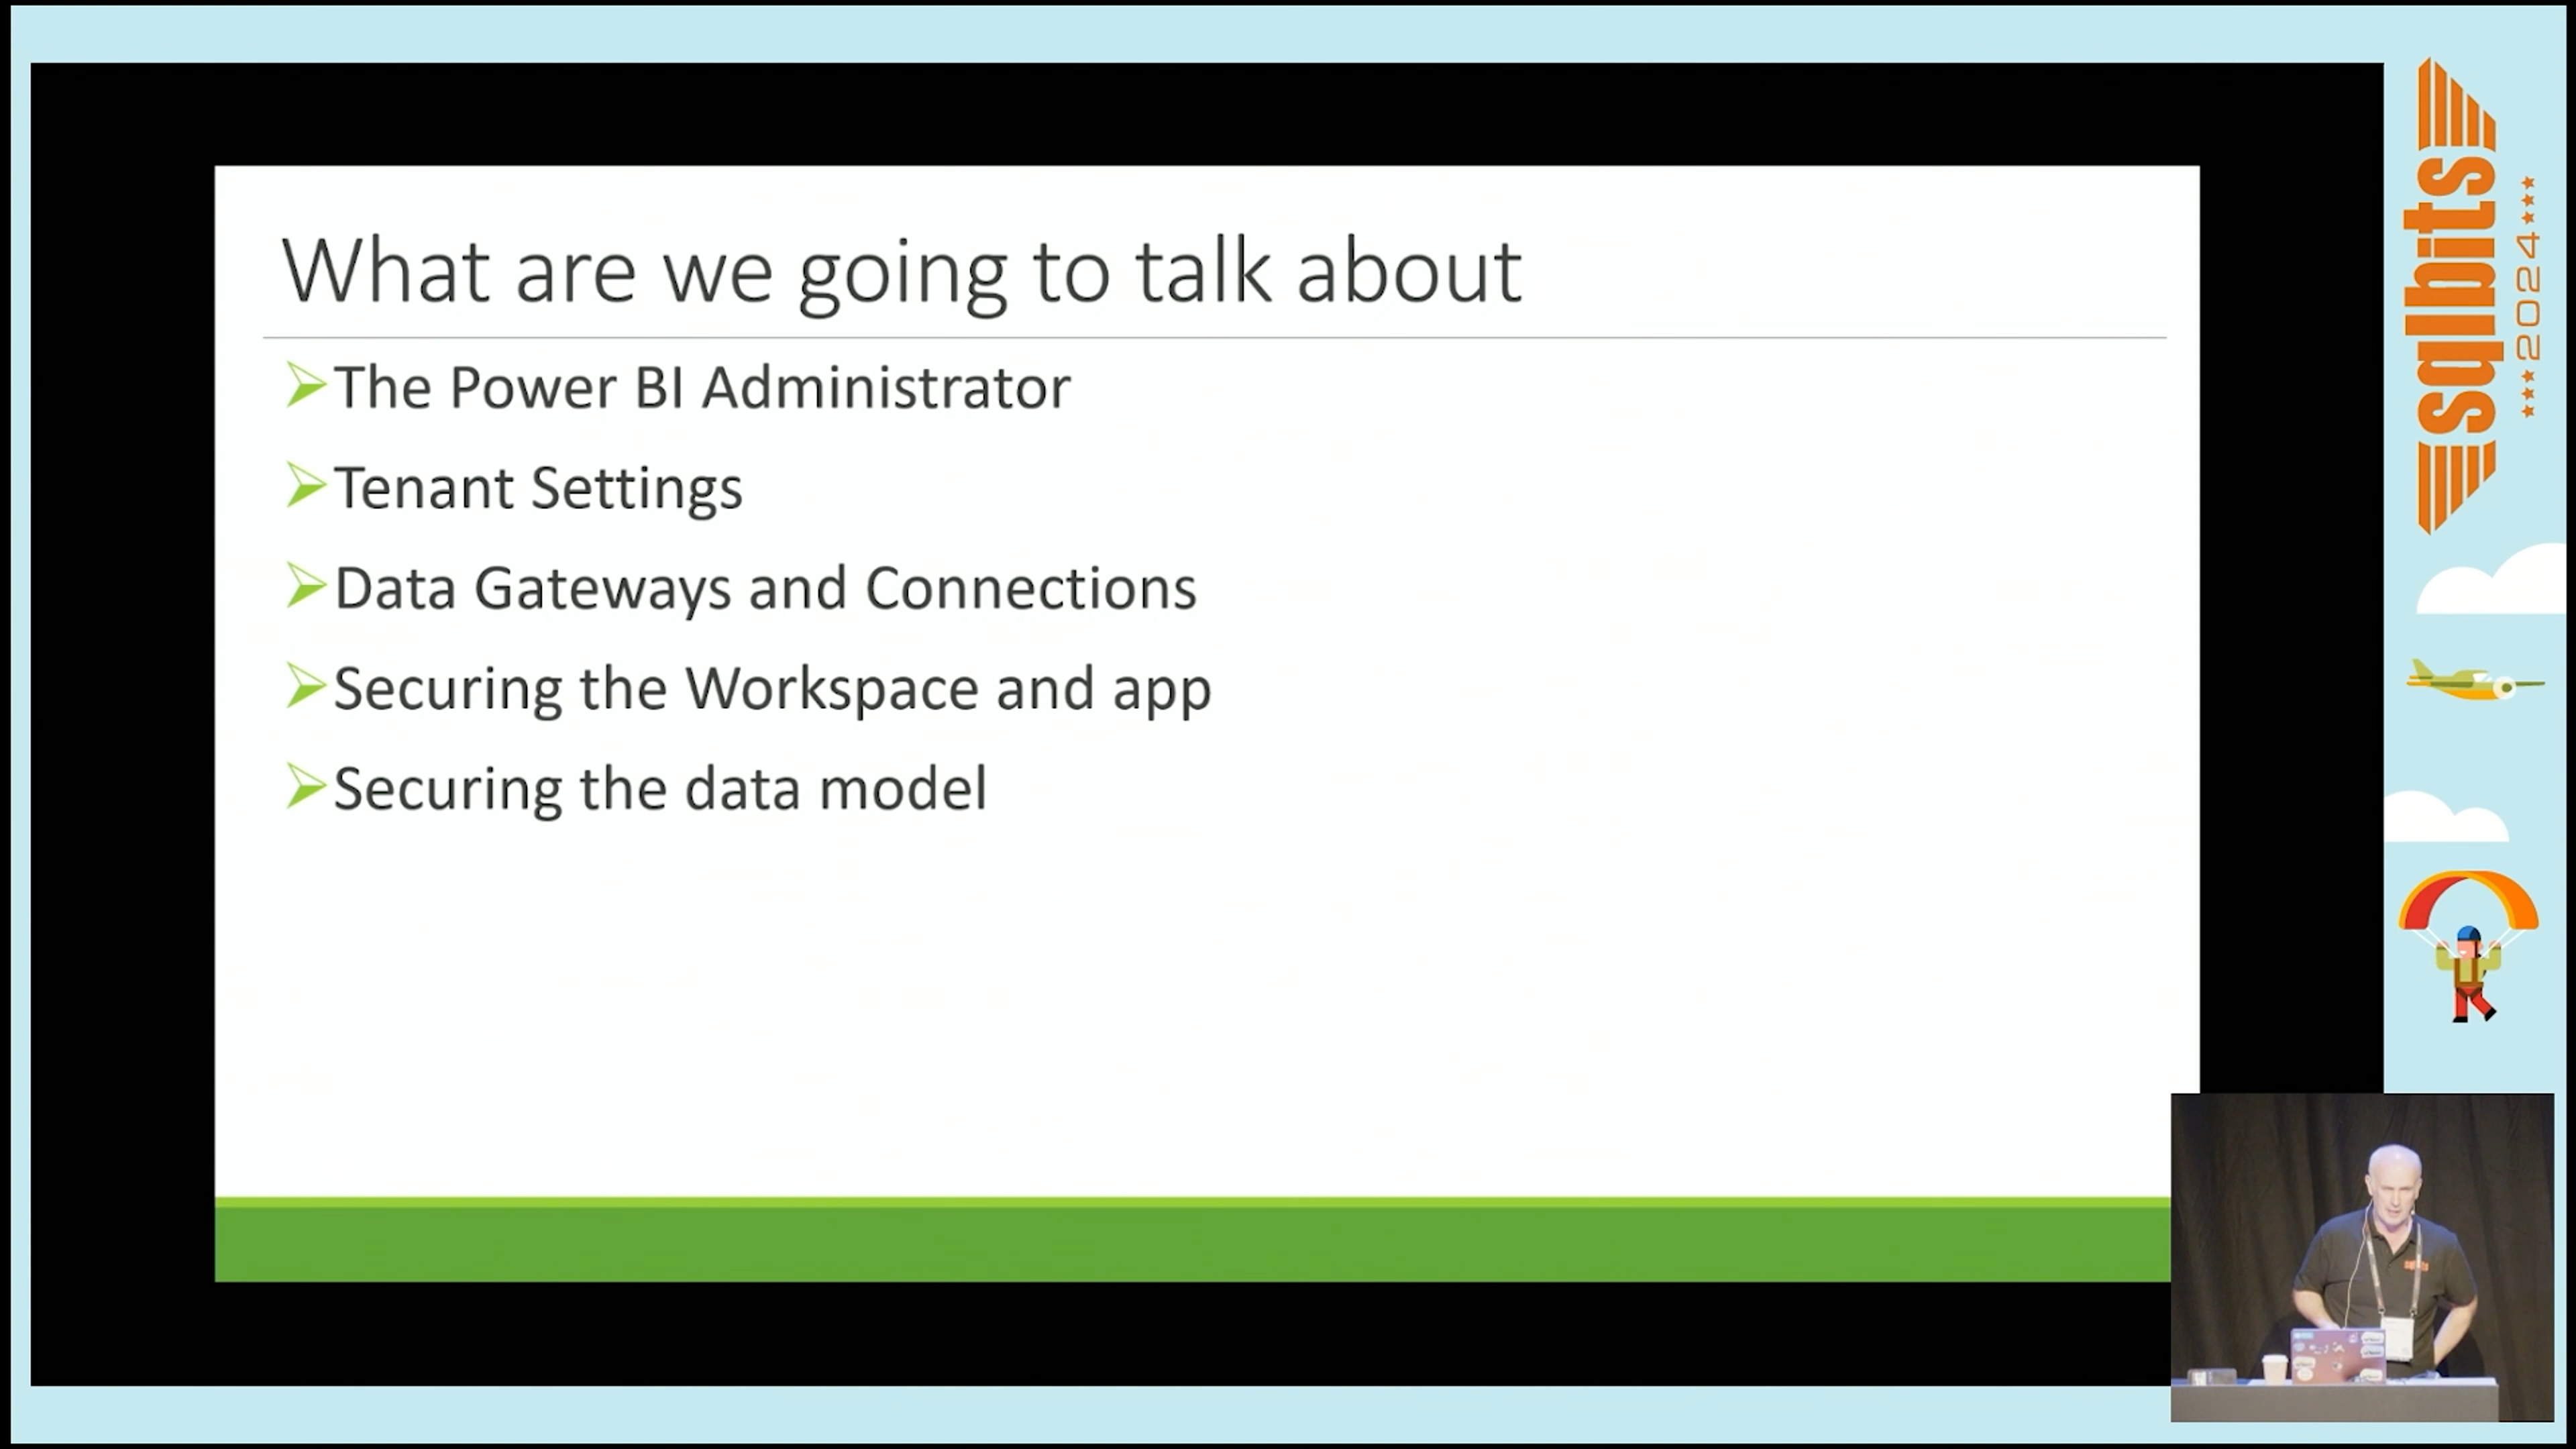 What are we going to talk about
The Power BI Administrator
Tenant Settings
Data Gateways and Connections
Securing the Workspace and app
Securing the data model
sqlbits
2024